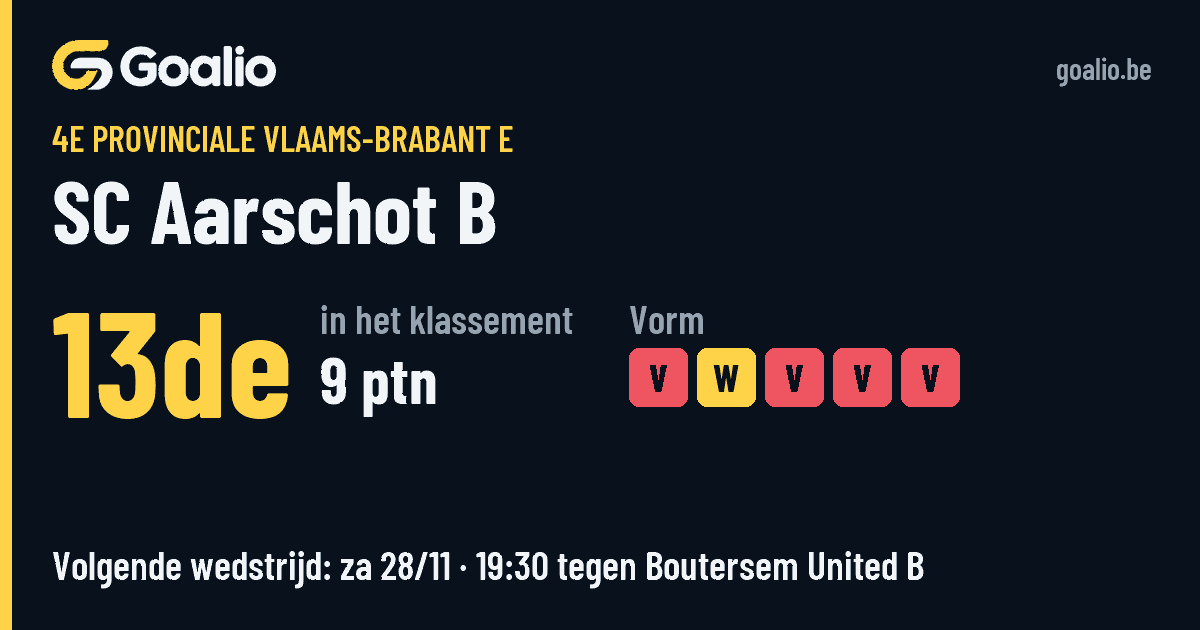 Goalio
goalio.be
4E PROVINCIALE VLAAMS-BRABANT E
SC Aarschot B
13de
in het klassement
9 ptn
Vorm
V W V V V
Volgende wedstrijd: za 28/11 · 19:30 tegen Boutersem United B